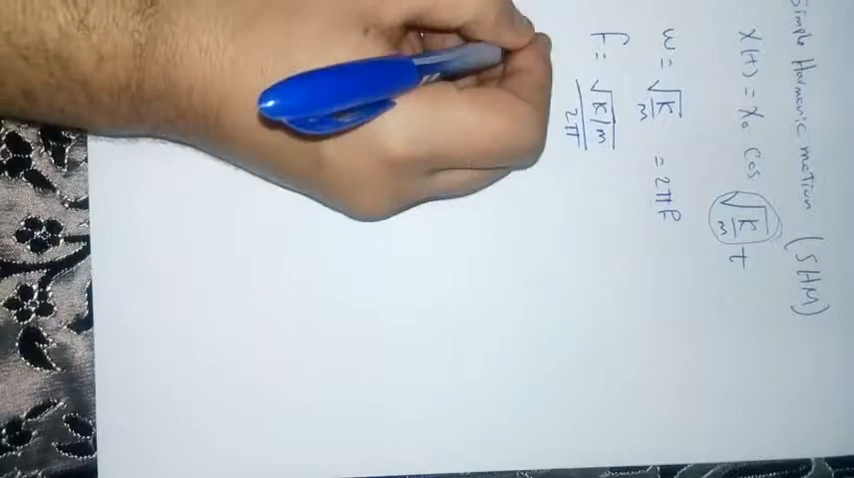 Simple Harmonic motion (SHM)
x(t) = x₀ cos √(k/m) t
w = √(k/m) = 2πf
f = √(k/m) / 2π